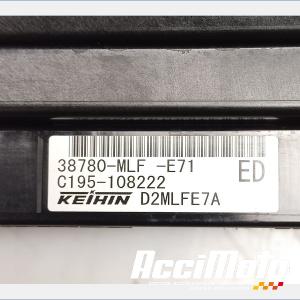 38780-MLF -E71
ED
C195-108222
KEIHIN D2MLFE7A
AcciMoto